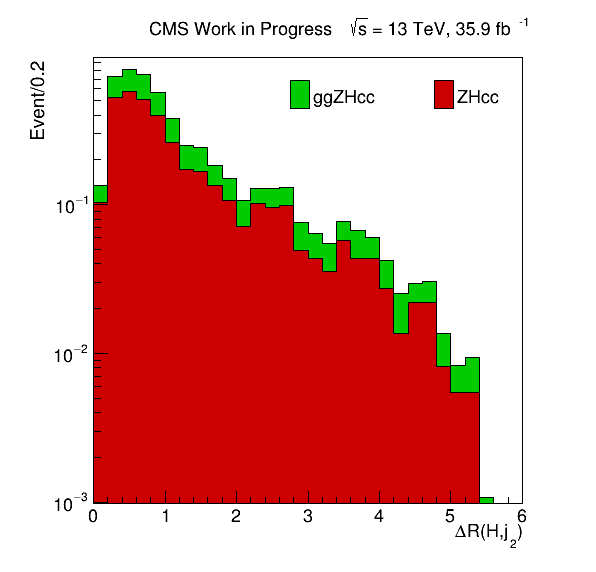 CMS Work in Progress √s = 13 TeV, 35.9 fb⁻¹
Event/0.2
ggZHcc ZHcc
10⁻¹
10⁻²
10⁻³
0 1 2 3 4 5 6
ΔR(H,j₂)